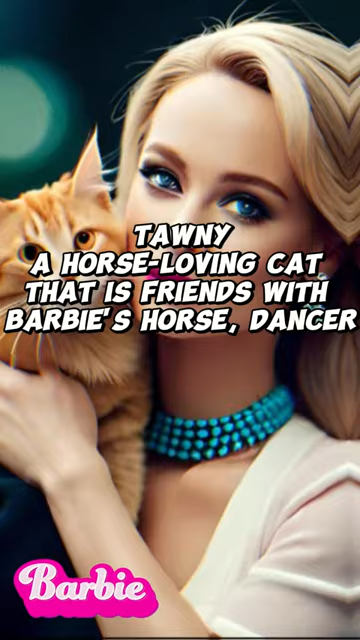 TAWNY
A HORSE-LOVING CAT
THAT IS FRIENDS WITH
BARBIE'S HORSE, DANCER
Barbie